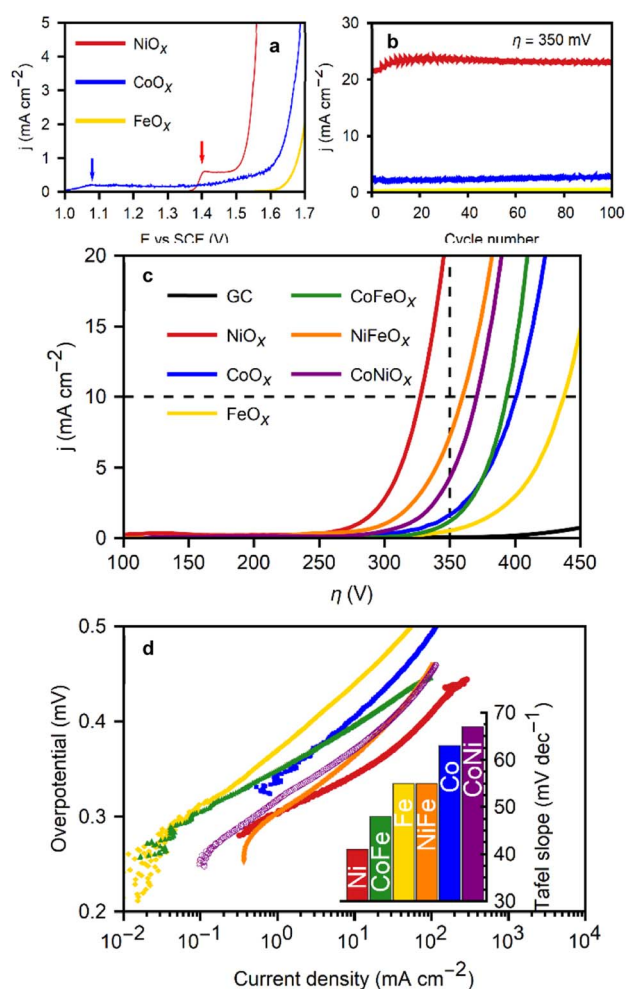 5
4
3
2
1
0
j (mA cm⁻²)
NiOₓ
CoOₓ
FeOₓ
a
1.0 1.1 1.2 1.3 1.4 1.5 1.6 1.7
E vs SCE (V)
30
20
10
0
j (mA cm⁻²)
b
η = 350 mV
0 20 40 60 80 100
Cycle number
20
15
10
5
0
j (mA cm⁻²)
c
GC CoFeOₓ
NiOₓ NiFeOₓ
CoOₓ CoNiOₓ
FeOₓ
100 150 200 250 300 350 400 450
η (V)
0.5
0.4
0.3
0.2
Overpotential (mV)
d
Ni
CoFe
Fe
NiFe
Co
CoNi
70
60
50
40
30
Tafel slope (mV dec⁻¹)
10⁻² 10⁻¹ 10⁰ 10¹ 10² 10³ 10⁴
Current density (mA cm⁻²)